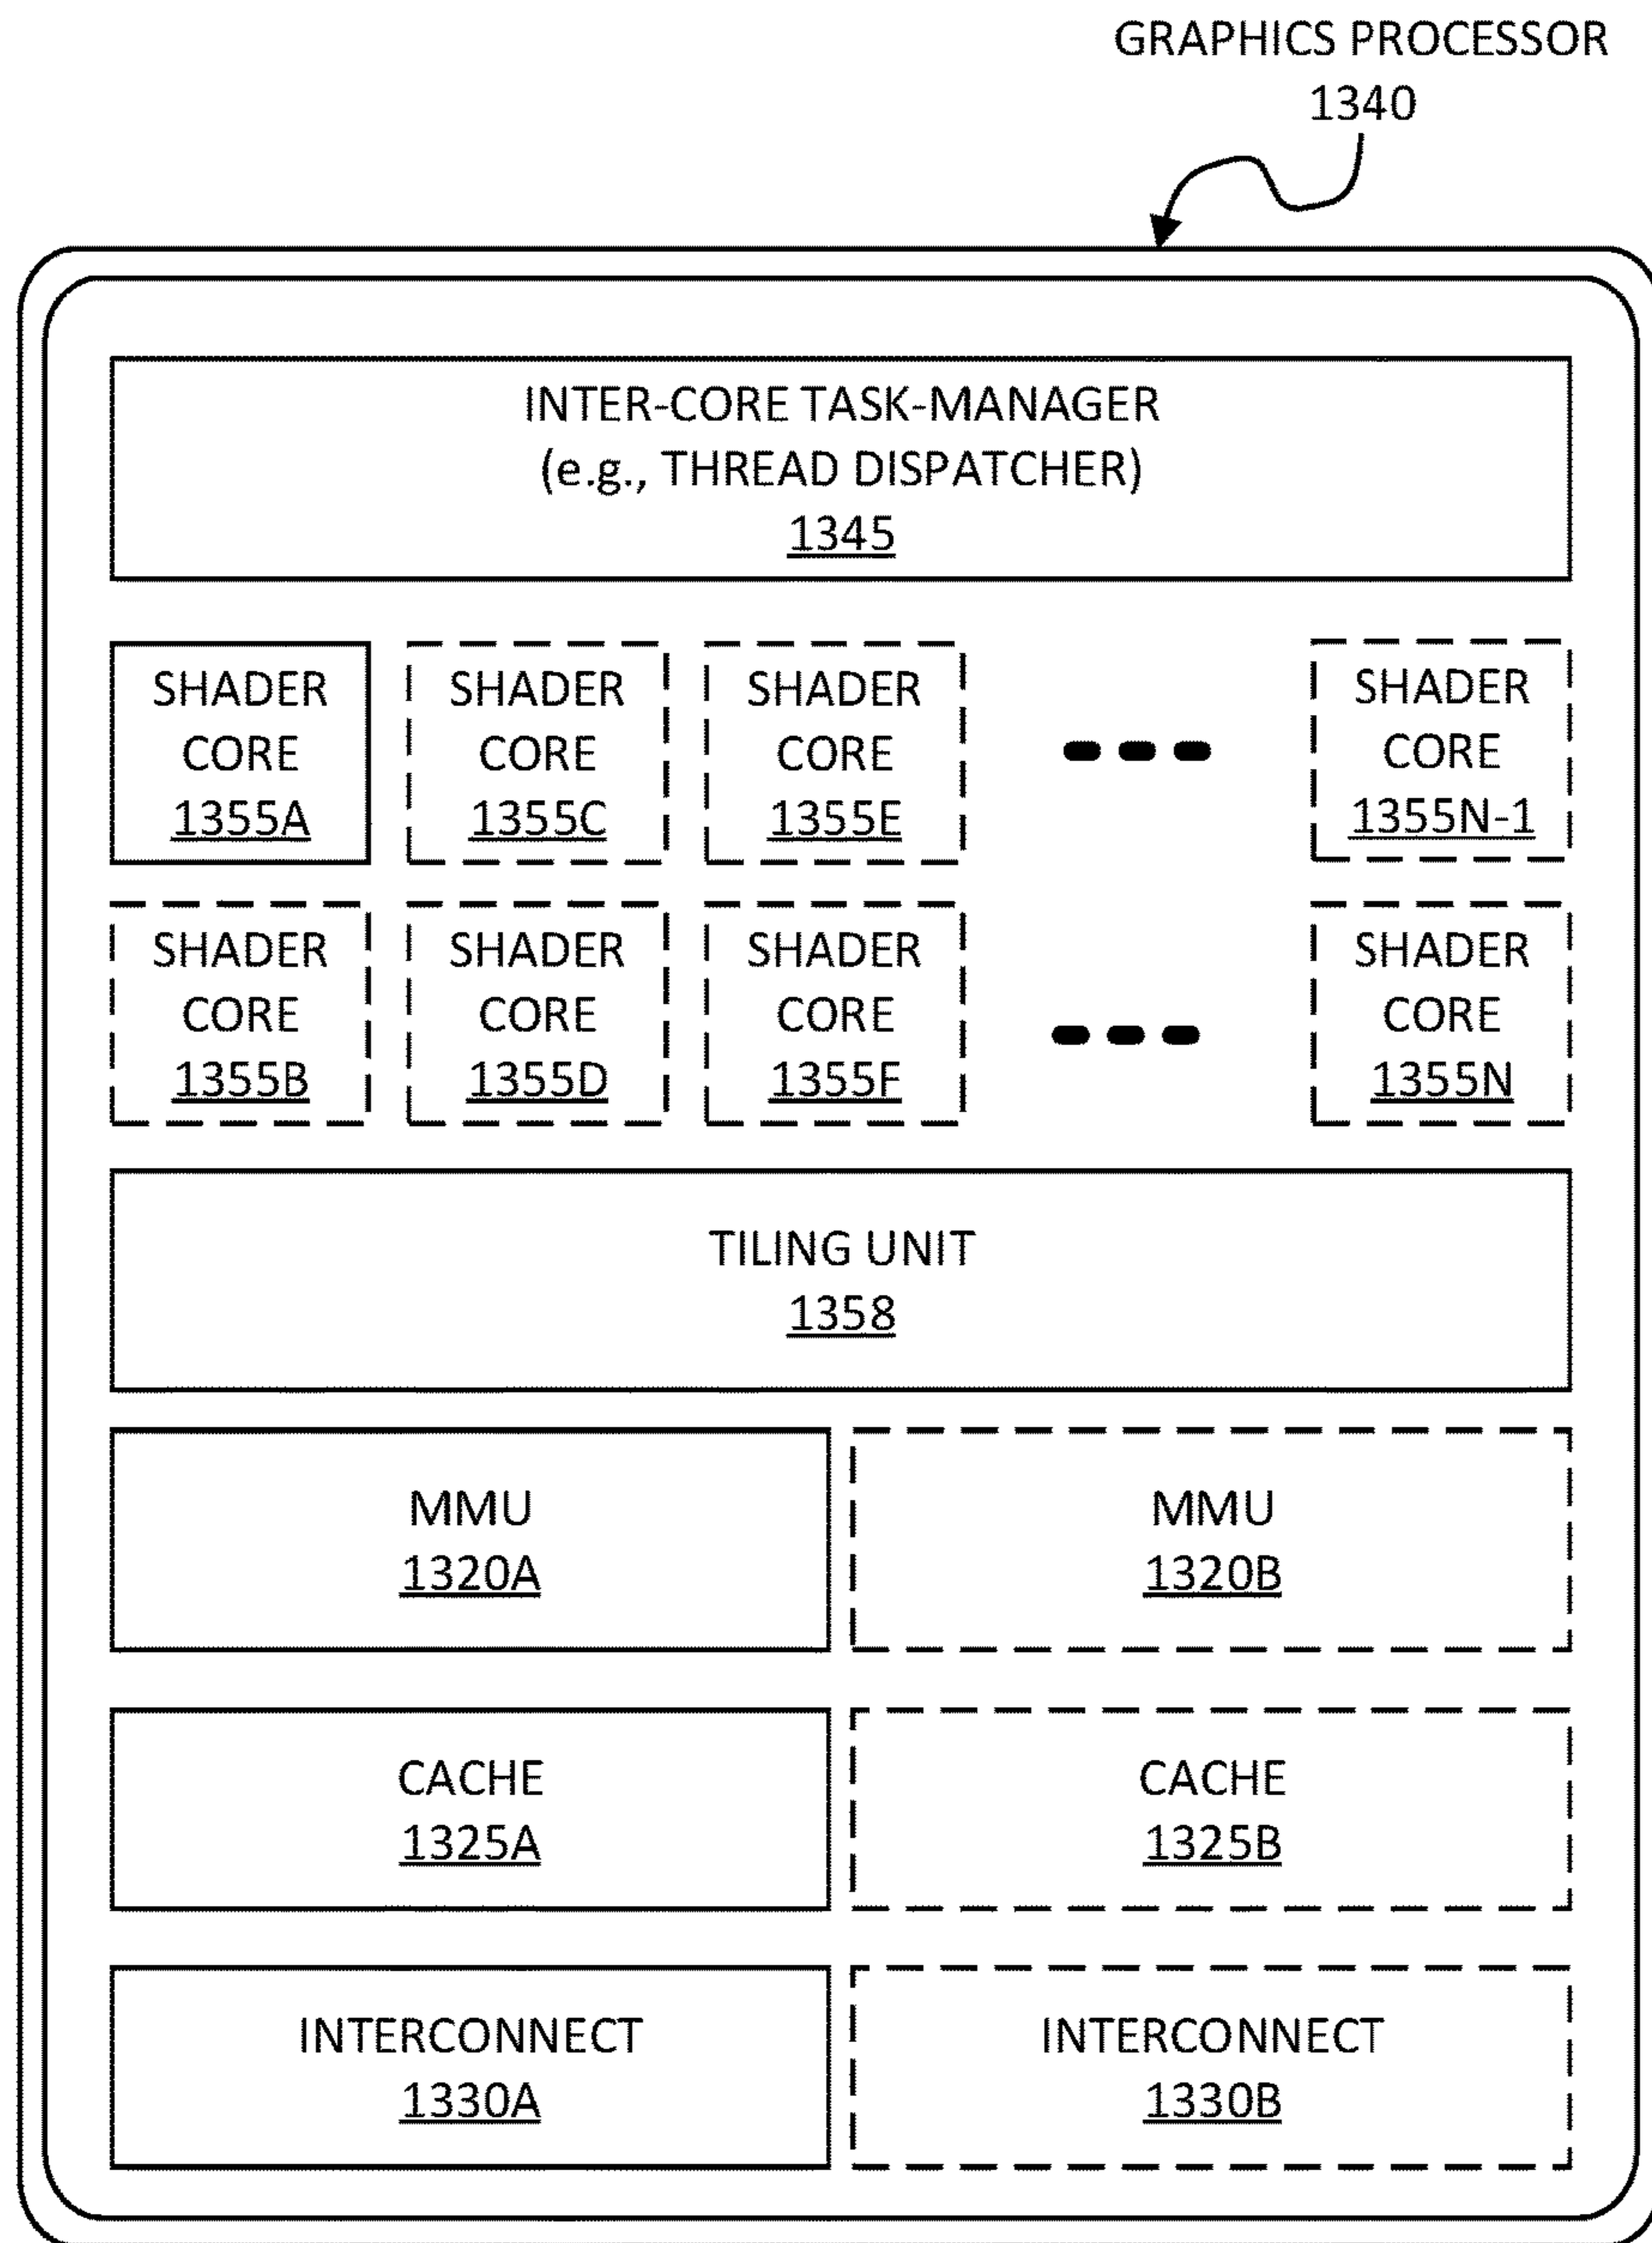 GRAPHICS PROCESSOR
1340
INTER-CORE TASK-MANAGER
(e.g., THREAD DISPATCHER)
1345
SHADER
CORE
1355A
SHADER
CORE
1355C
SHADER
CORE
1355E
SHADER
CORE
1355N-1
SHADER
CORE
1355B
SHADER
CORE
1355D
SHADER
CORE
1355F
SHADER
CORE
1355N
TILING UNIT
1358
MMU
1320A
MMU
1320B
CACHE
1325A
CACHE
1325B
INTERCONNECT
1330A
INTERCONNECT
1330B